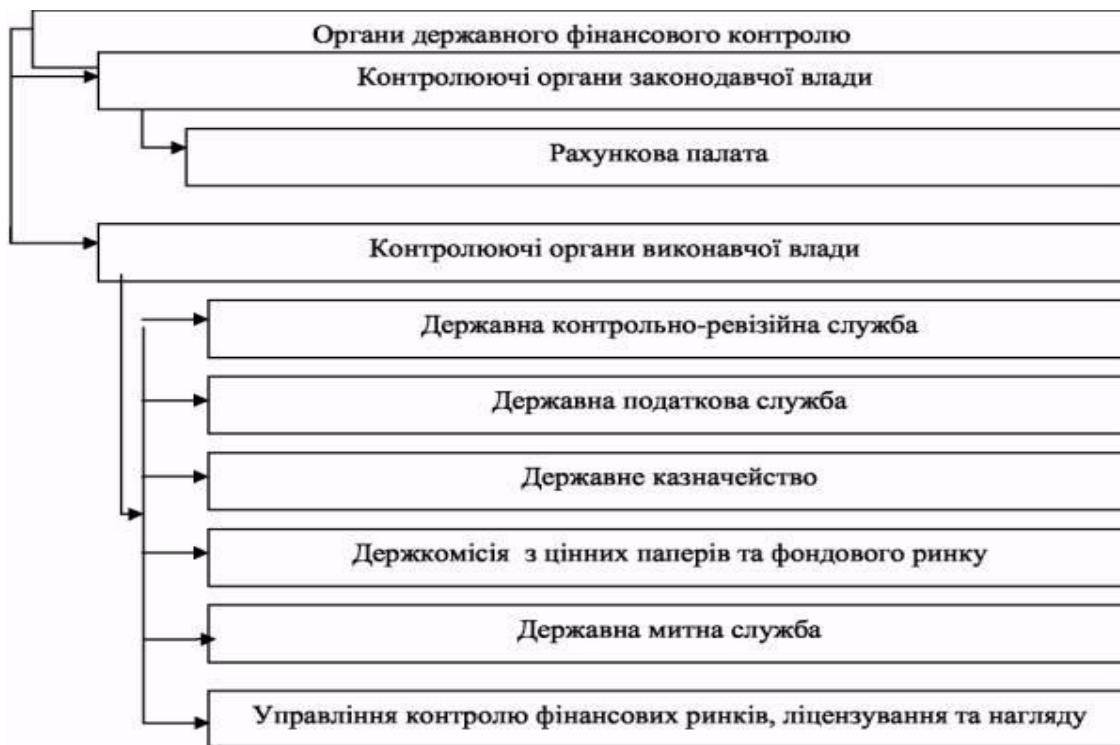 Органи державного фінансового контролю
Контролюючі органи законодавчої влади
Рахункова палата
Контролюючі органи виконавчої влади
Державна контрольно-ревізійна служба
Державна податкова служба
Державне казначейство
Держкомісія з цінних паперів та фондового ринку
Державна митна служба
Управління контролю фінансових ринків, ліцензування та нагляду